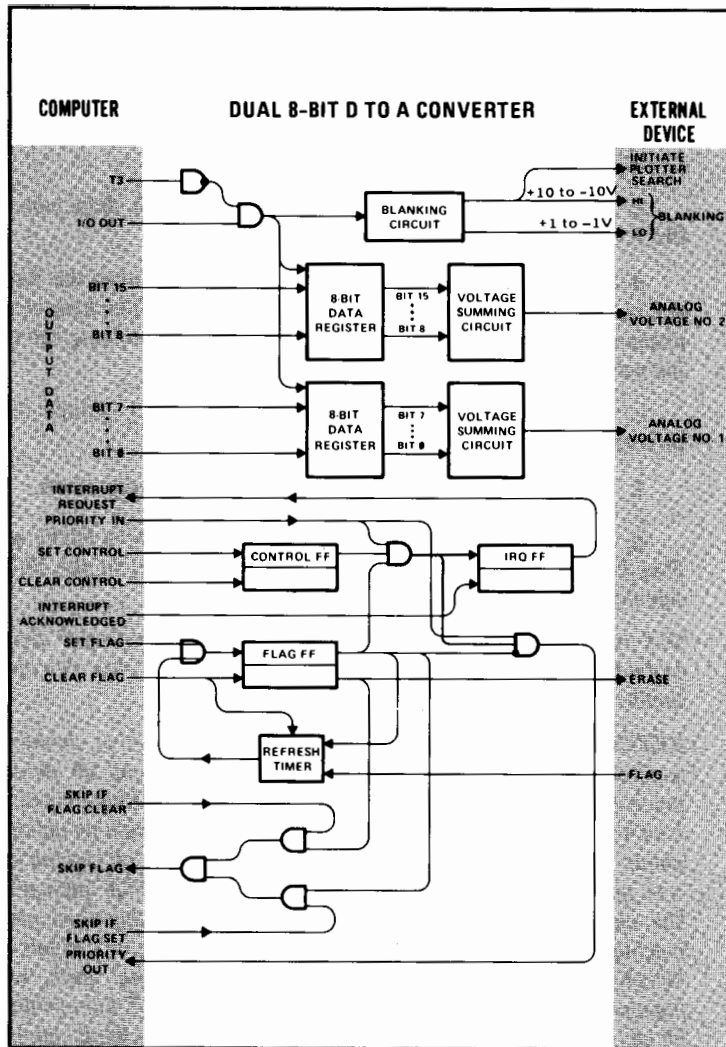 COMPUTER
DUAL 8-BIT D TO A CONVERTER
EXTERNAL
DEVICE
T3
I/O OUT
BLANKING
CIRCUIT
INITIATE
PLOTTER
SEARCH
+10 to -10V
HI
+1 to -1V
LO
BLANKING
OUTPUT DATA
BIT 15
BIT 8
8-BIT
DATA
REGISTER
BIT 15
BIT 8
VOLTAGE
SUMMING
CIRCUIT
ANALOG
VOLTAGE NO. 2
BIT 7
BIT 0
8-BIT
DATA
REGISTER
BIT 7
BIT 0
VOLTAGE
SUMMING
CIRCUIT
ANALOG
VOLTAGE NO. 1
INTERRUPT
REQUEST
PRIORITY IN
SET CONTROL
CONTROL FF
IRQ FF
CLEAR CONTROL
INTERRUPT
ACKNOWLEDGED
SET FLAG
FLAG FF
CLEAR FLAG
ERASE
REFRESH
TIMER
FLAG
SKIP IF
FLAG CLEAR
SKIP FLAG
SKIP IF
FLAG SET
PRIORITY
OUT